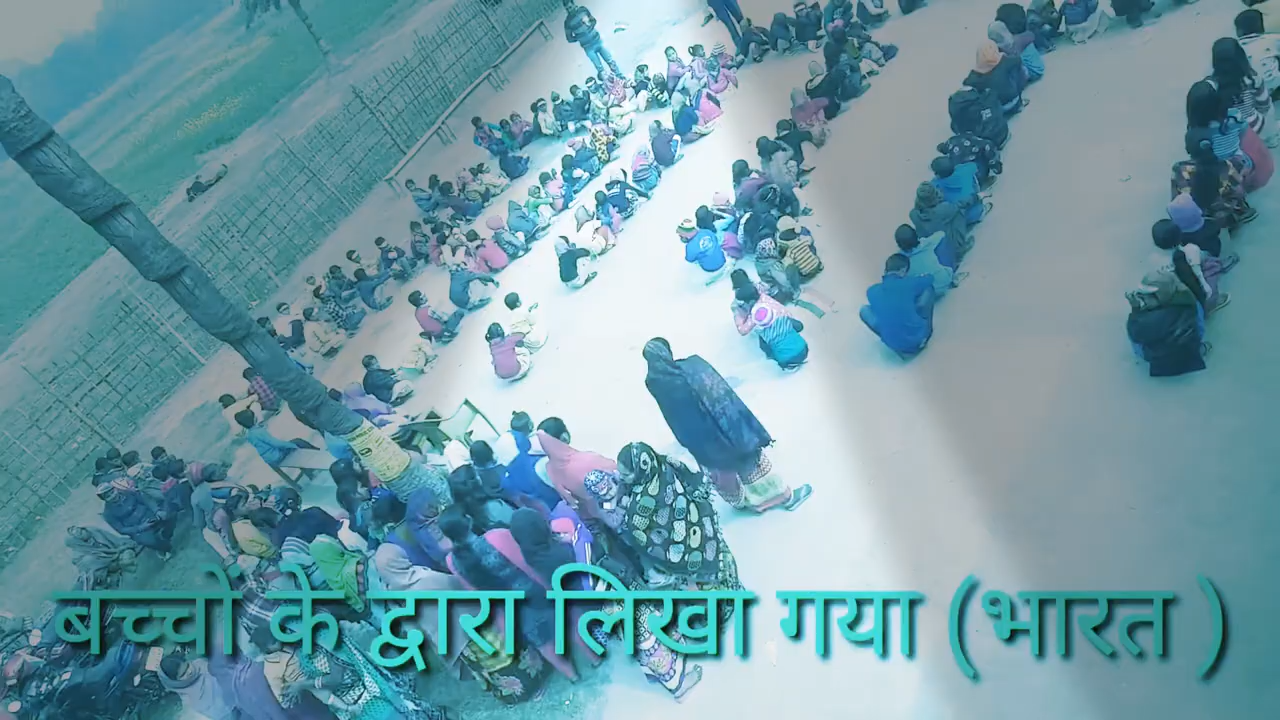 बच्चों के द्वारा लिखा गया (भारत )